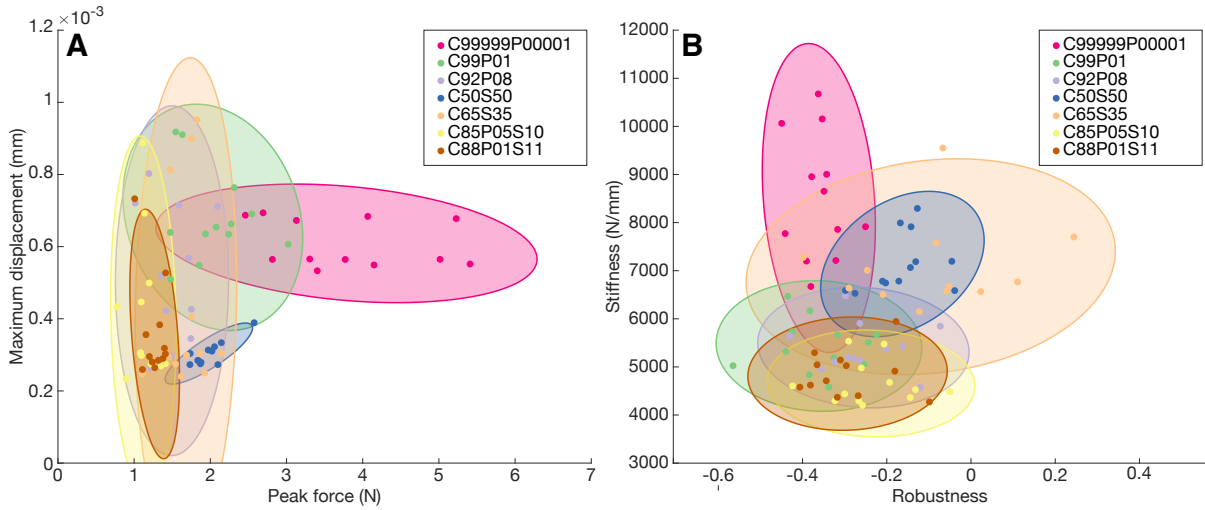 A
1.2 ×10⁻³
1
0.8
0.6
0.4
0.2
0
Maximum displacement (mm)
0 1 2 3 4 5 6 7
Peak force (N)
C99999P00001
C99P01
C92P08
C50S50
C65S35
C85P05S10
C88P01S11
B
12000
11000
10000
9000
8000
7000
6000
5000
4000
3000
Stiffness (N/mm)
-0.6 -0.4 -0.2 0 0.2 0.4
Robustness
C99999P00001
C99P01
C92P08
C50S50
C65S35
C85P05S10
C88P01S11